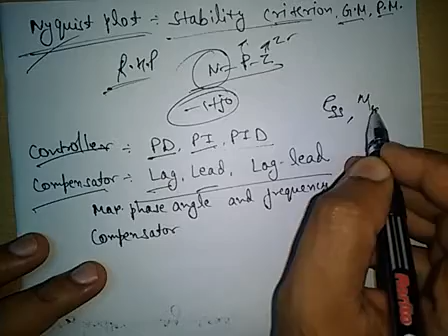 Nyquist plot :- Stability criterion, G.M, P.M.
R.H.P N = P - Z
-1+j0
ess,
Controller :- PD, PI, PID
Compensator :- Lag, Lead, Lag-lead
Max. phase angle and frequency
Compensator